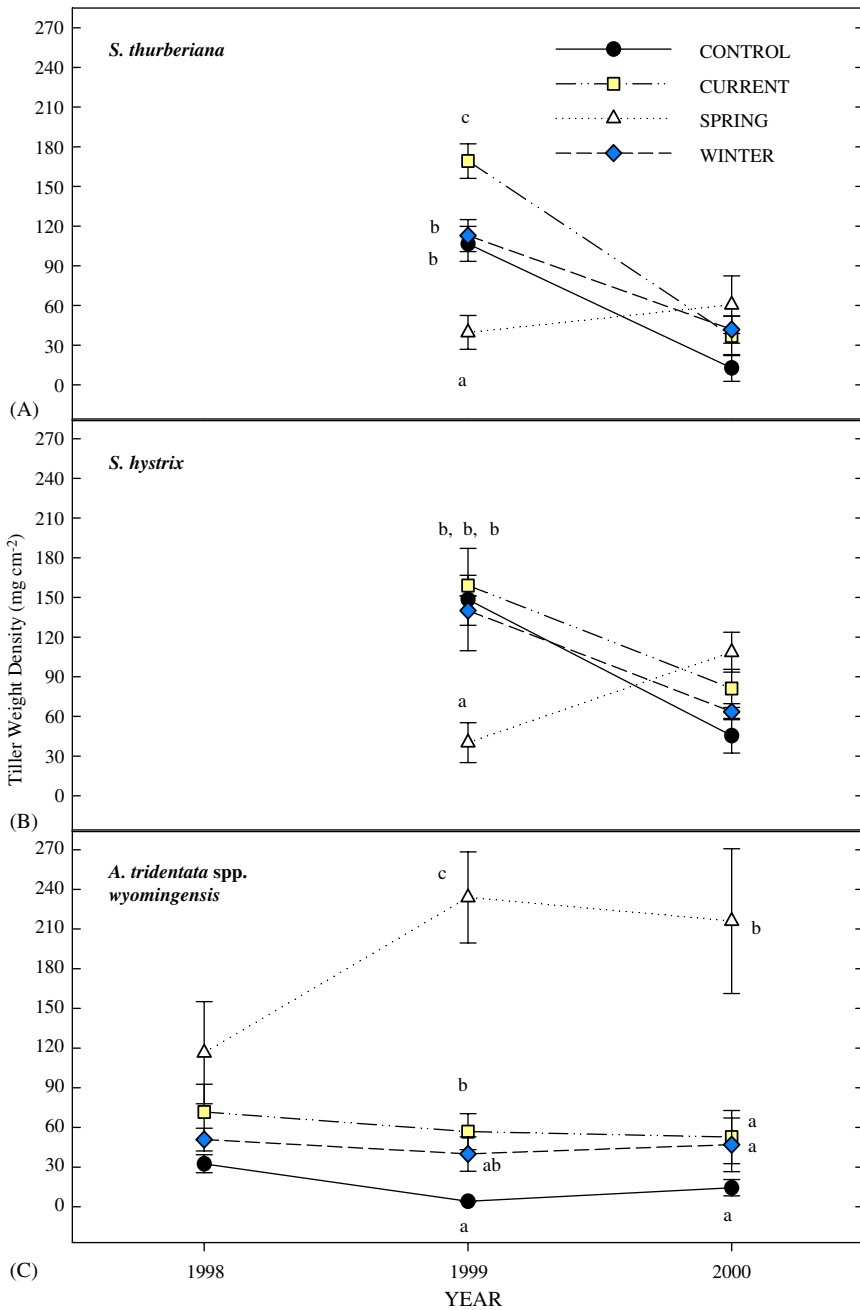 270
240
210
180
150
120
90
60
30
0
S. thurberiana
CONTROL
CURRENT
SPRING
WINTER
c
b
b
a
(A)
270
240
210
180
150
120
90
60
30
0
S. hystrix
b, b, b
a
(B)
Tiller Weight Density (mg cm⁻²)
270
240
210
180
150
120
90
60
30
0
A. tridentata spp.
wyomingensis
c
b
b
a
ab
a
a
a
(C)
1998 1999 2000
YEAR